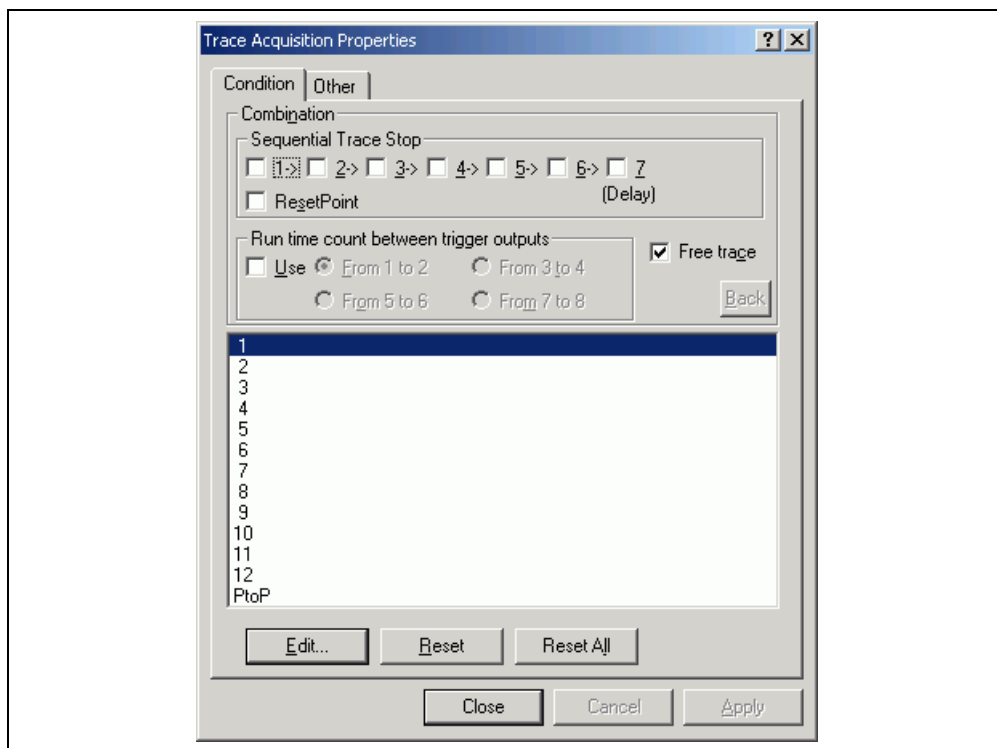 Trace Acquisition Properties
Condition Other
Combination
Sequential Trace Stop
1-> 2-> 3-> 4-> 5-> 6-> 7
(Delay)
ResetPoint
Run time count between trigger outputs
Use From 1 to 2 From 3 to 4
From 5 to 6 From 7 to 8
Free trace
Back
1
2
3
4
5
6
7
8
9
10
11
12
PtoP
Edit... Reset Reset All
Close Cancel Apply